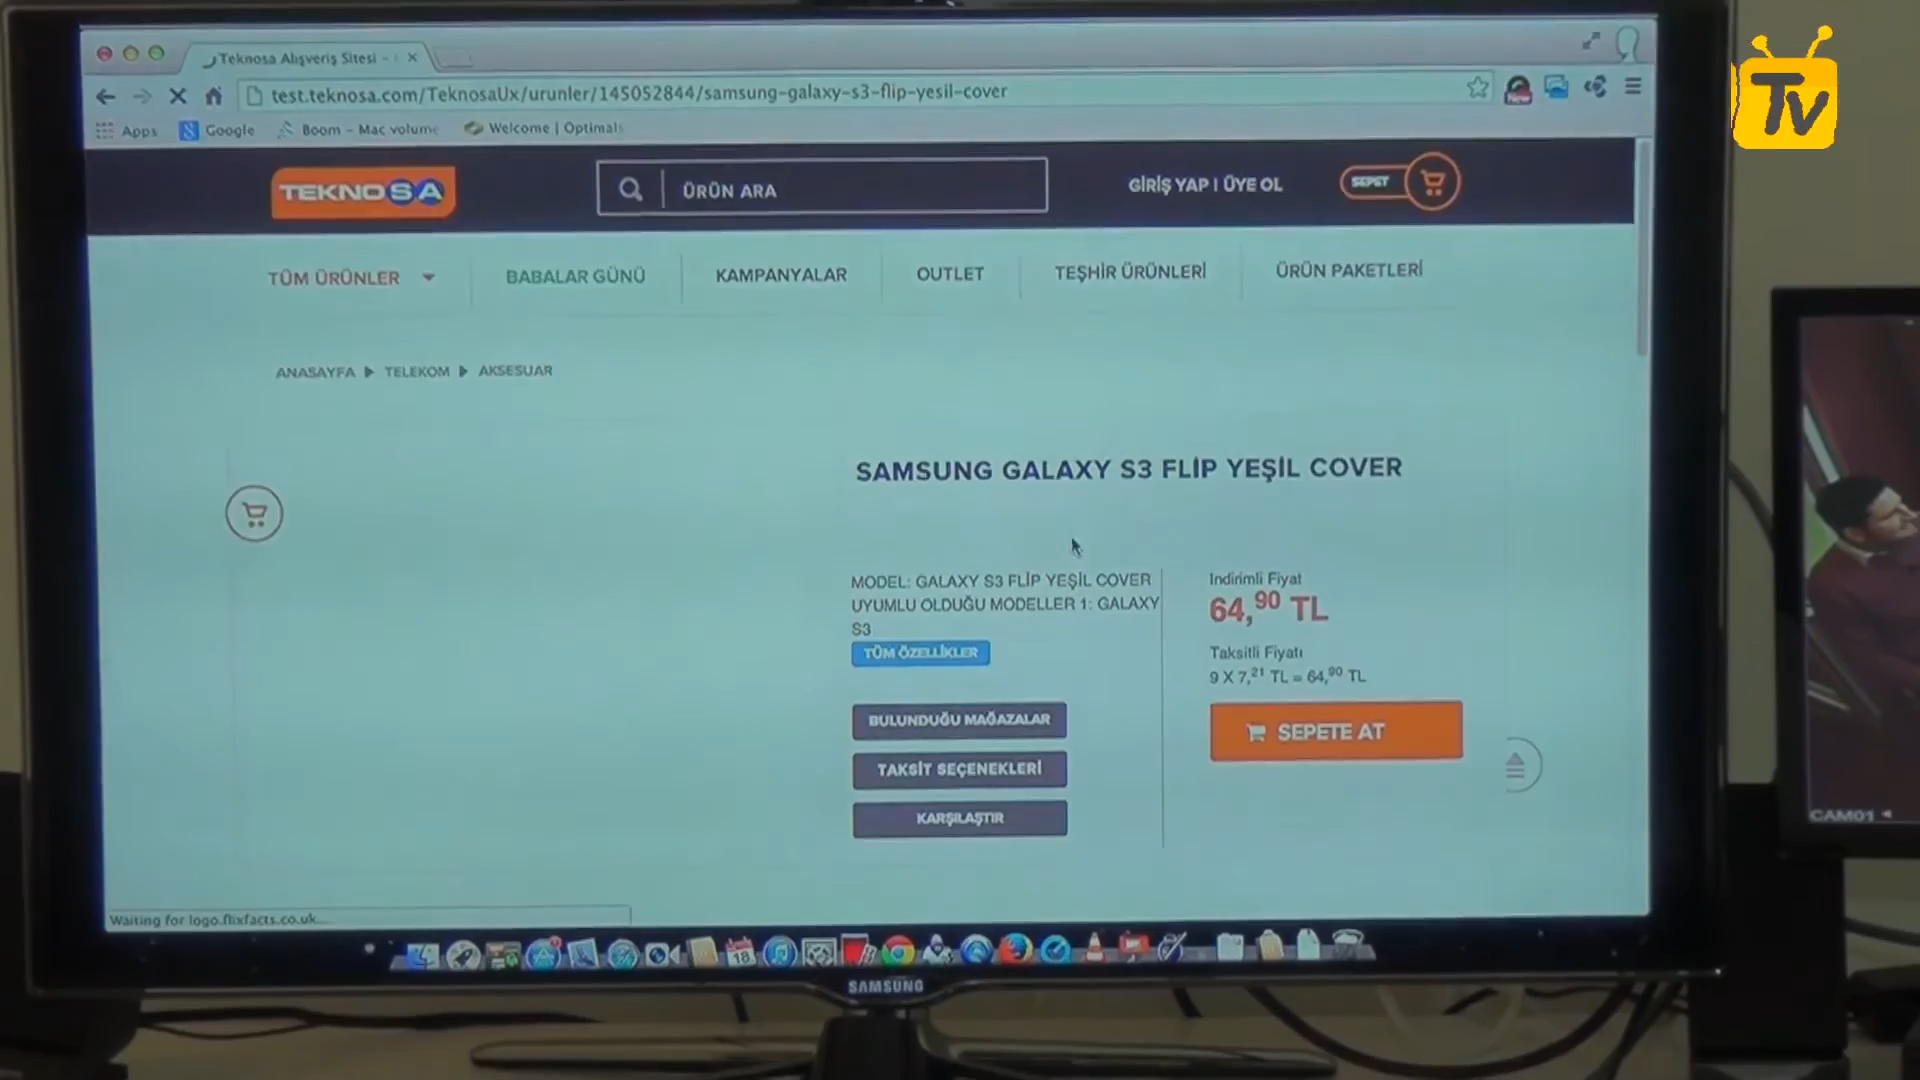 Tv
Teknosa Alışveriş Sitesi -
test.teknosa.com/TeknosaUx/urunler/145052844/samsung-galaxy-s3-flip-yesil-cover
New
Apps
Google
Boom - Mac volume
Welcome | Optimal
TEKNOSA
ÜRÜN ARA
GİRİŞ YAP | ÜYE OL
SEPET
TÜM ÜRÜNLER
BABALAR GÜNÜ
KAMPANYALAR
OUTLET
TEŞHİR ÜRÜNLERİ
ÜRÜN PAKETLERİ
ANASAYFA
TELEKOM
AKSESUAR
SAMSUNG GALAXY S3 FLİP YEŞİL COVER
MODEL: GALAXY S3 FLİP YEŞİL COVER
UYUMLU OLDUĞU MODELLER 1: GALAXY
S3
TÜM ÖZELLİKLER
BULUNDUĞU MAĞAZALAR
TAKSİT SEÇENEKLERİ
KARŞILAŞTIR
Indirimli Fiyat
64,90 TL
Taksitli Fiyatı
9 X 7,21 TL = 64,90 TL
SEPETE AT
Waiting for logo.flixfacts.co.uk...
18
SAMSUNG
CAM01